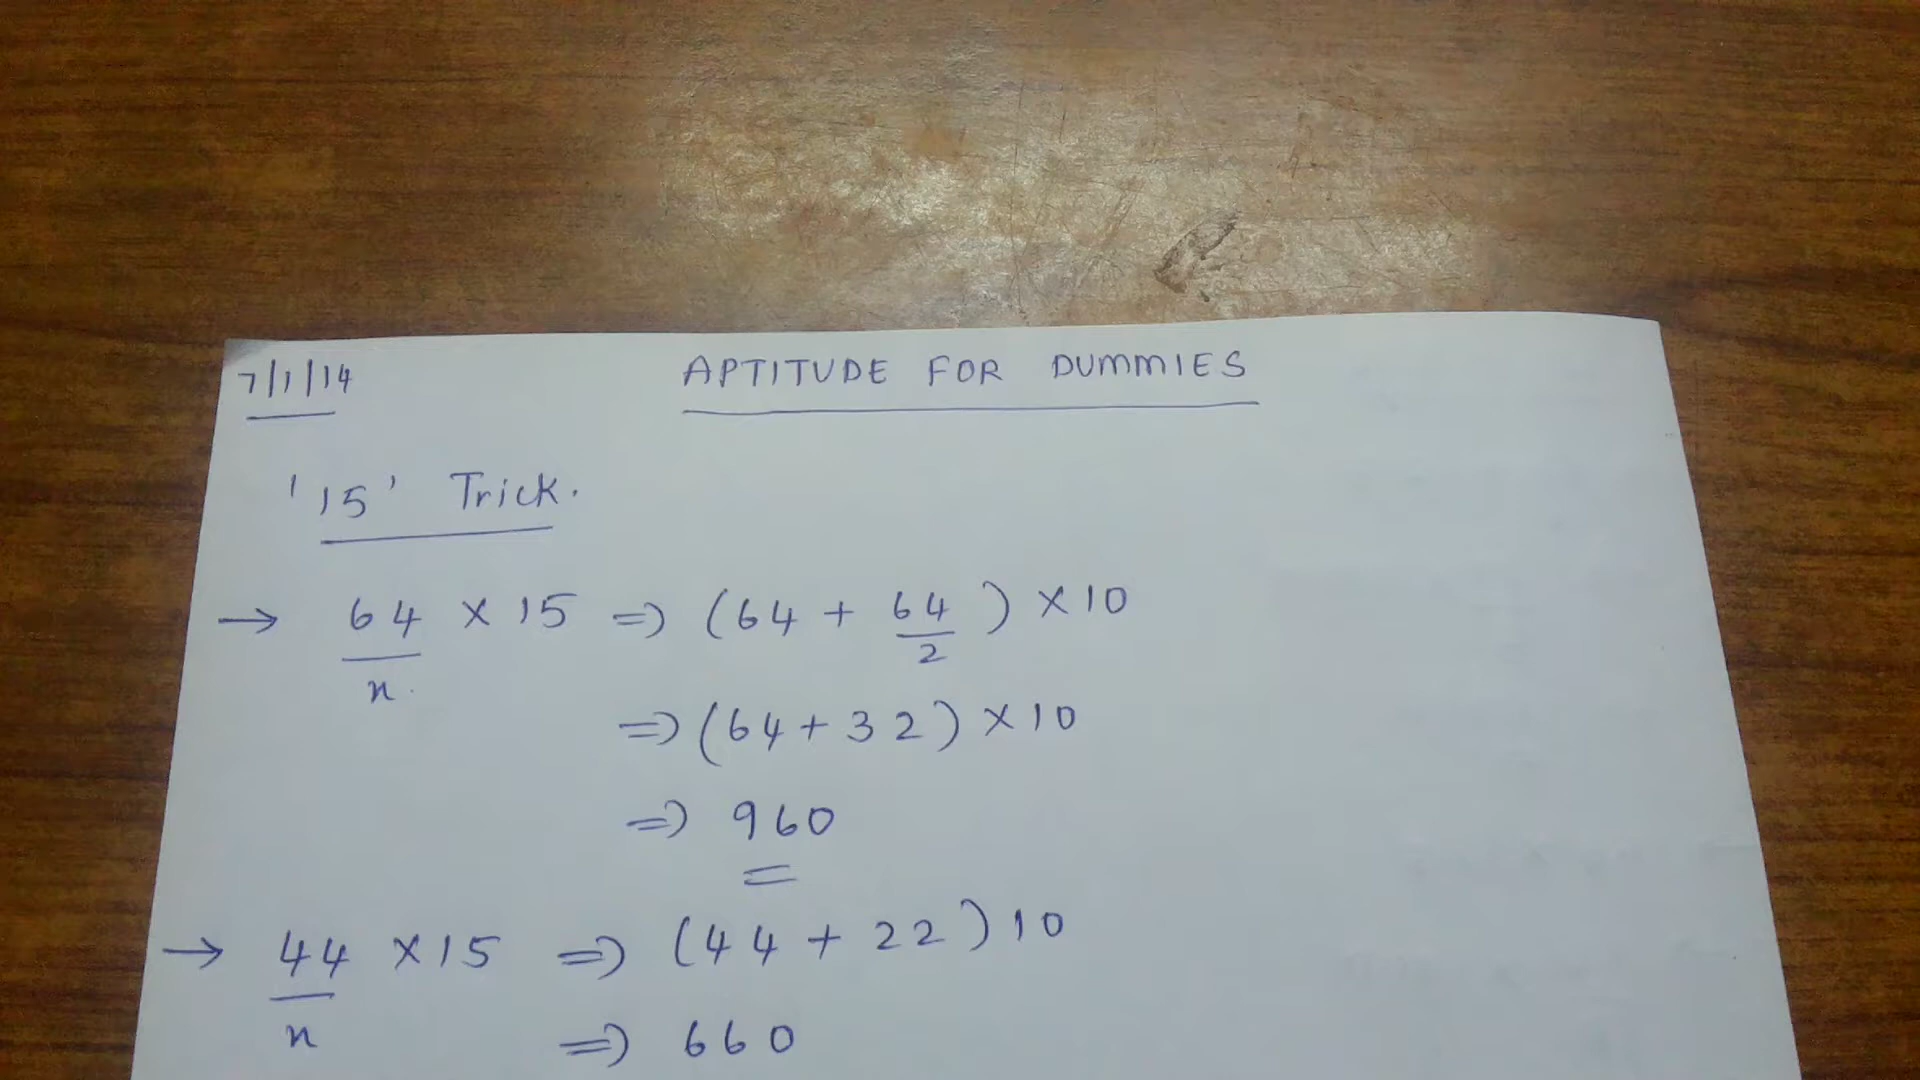 7/1/14 APTITUDE FOR DUMMIES
'15' Trick.
→ 64 × 15 ⇒ (64 + 64/2) × 10
n.
⇒ (64 + 32) × 10
⇒ 960
→ 44 × 15 ⇒ (44 + 22) 10
n ⇒ 660